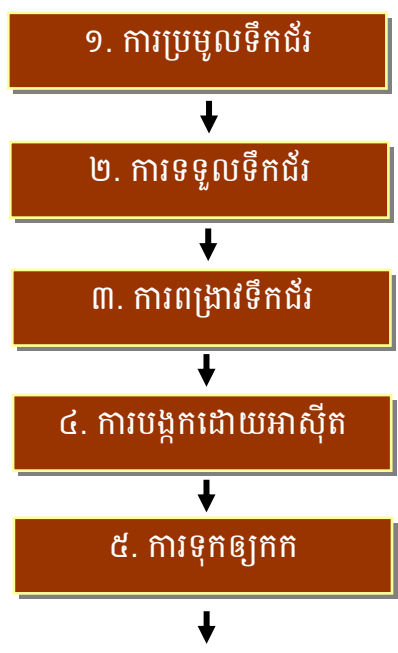 ១. ការប្រមូលទឹកជ័រ
២. ការទទួលទឹកជ័រ
៣. ការពង្រាវទឹកជ័រ
៤. ការបង្កកដោយអាស៊ីត
៥. ការទុកឲ្យកក